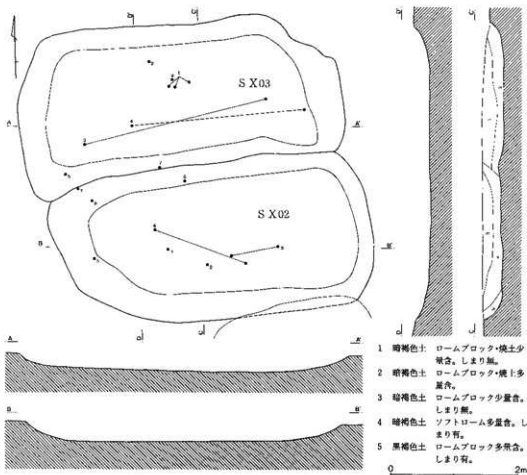 SX03
SX02
A
A'
B
B'
A
A'
B
B'
1 暗褐色土 ロームブロック・焼土少
量含。しまり無。
2 暗褐色土 ロームブロック・焼土多
量含。
3 暗褐色土 ロームブロック少量含。
しまり無。
4 暗褐色土 ソフトローム多量含。し
まり有。
5 黒褐色土 ロームブロック多量含。
しまり有。
0 2m